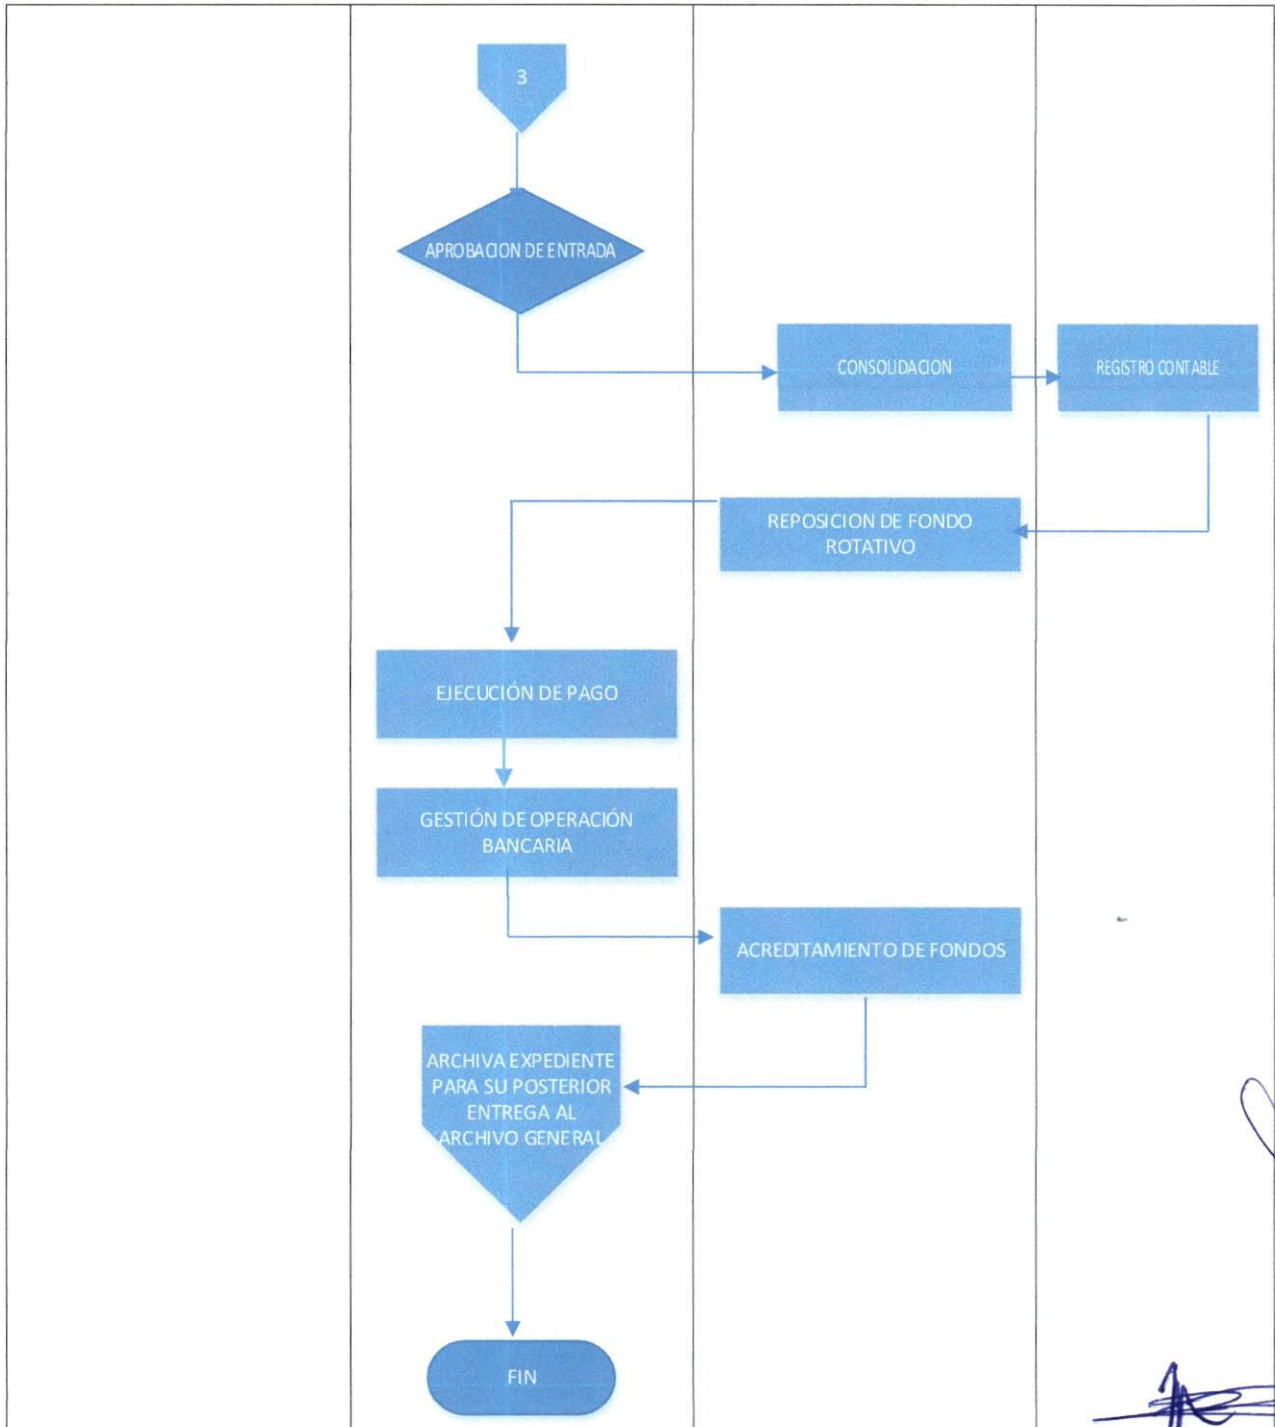 3
APROBACION DE ENTRADA
CONSOLIDACION
REGISTRO CONTABLE
REPOSICION DE FONDO
ROTATIVO
EJECUCIÓN DE PAGO
GESTIÓN DE OPERACIÓN
BANCARIA
ACREDITAMIENTO DE FONDOS
ARCHIVA EXPEDIENTE
PARA SU POSTERIOR
ENTREGA AL
ARCHIVO GENERAL
FIN